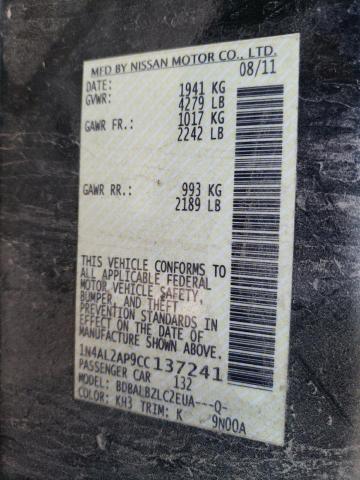 MFD BY NISSAN MOTOR CO., LTD.
DATE: 08/11
GVWR: 1941 KG
4279 LB
GAWR FR.: 1017 KG
2242 LB
GAWR RR.: 993 KG
2189 LB
THIS VEHICLE CONFORMS TO
ALL APPLICABLE FEDERAL
MOTOR VEHICLE SAFETY,
BUMPER, AND THEFT
PREVENTION STANDARDS IN
EFFECT ON THE DATE OF
MANUFACTURE SHOWN ABOVE.
1N4AL2AP9CC137241
PASSENGER CAR 132
MODEL: BDBALBZLC2EUA---Q-
COLOR: KH3 TRIM: K 9N00A